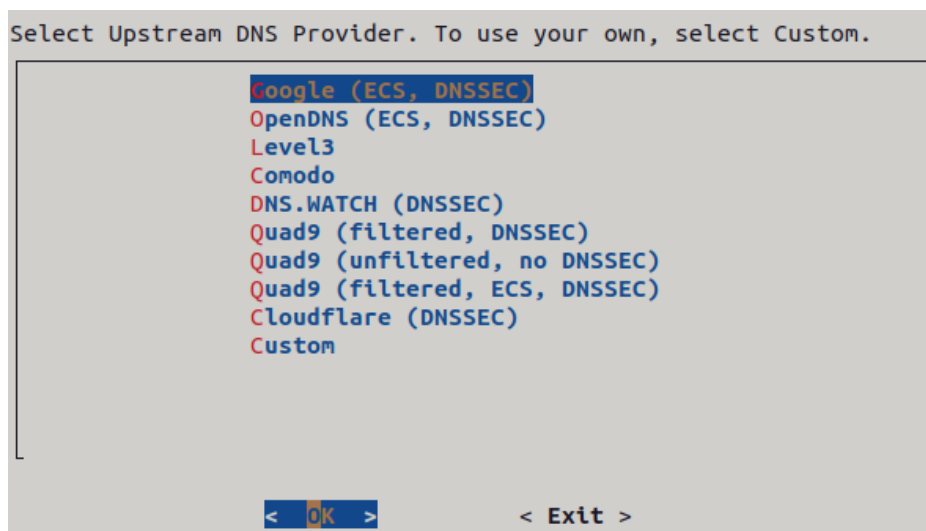 Select Upstream DNS Provider. To use your own, select Custom.
Google (ECS, DNSSEC)
OpenDNS (ECS, DNSSEC)
Level3
Comodo
DNS.WATCH (DNSSEC)
Quad9 (filtered, DNSSEC)
Quad9 (unfiltered, no DNSSEC)
Quad9 (filtered, ECS, DNSSEC)
Cloudflare (DNSSEC)
Custom
< OK > < Exit >